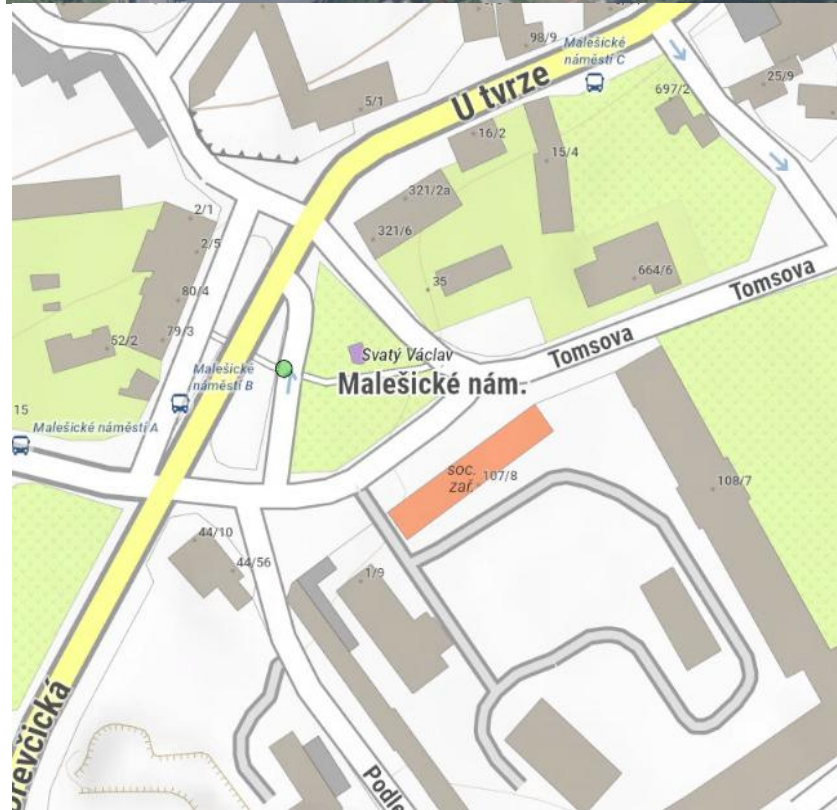 98/9
Malešické
náměstí C
U tvrze
697/2
25/9
5/1
16/2
15/4
321/2a
2/1
321/6
2/5
664/6
35
80/4
Tomsova
79/3
52/2
Svatý Václav
Tomsova
Malešické
náměstí B
Malešické nám.
15
Malešické náměstí A
soc.
zař.
107/8
108/7
44/10
44/56
1/9